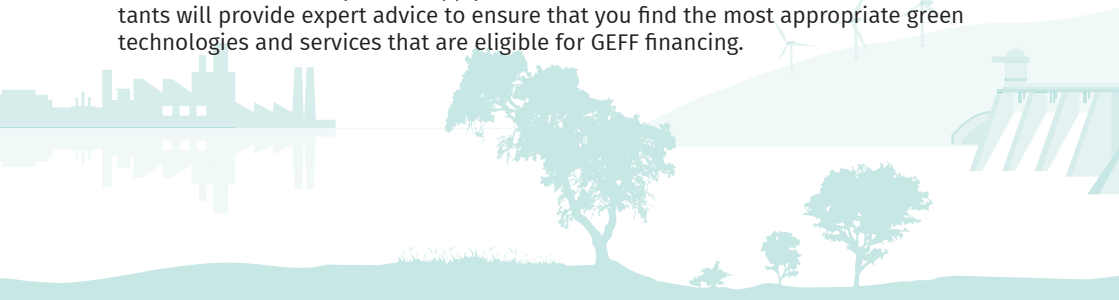 tants will provide expert advice to ensure that you find the most appropriate green
technologies and services that are eligible for GEFF financing.